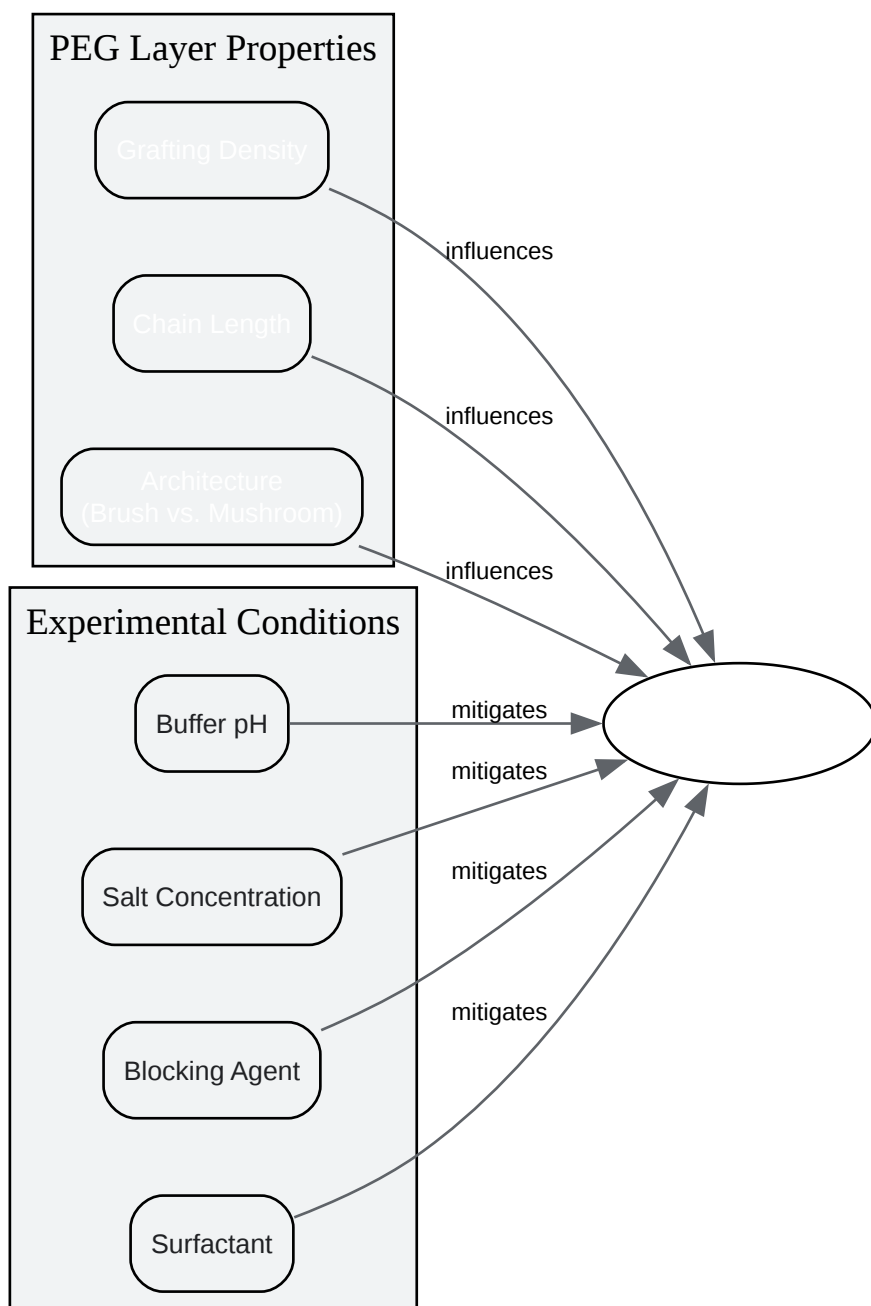 PEG Layer Properties
Grafting Density
influences
Chain Length
influences
Architecture
(Brush vs. Mushroom)
influences
Experimental Conditions
Buffer pH
mitigates
mitigates
Salt Concentration
mitigates
Blocking Agent
mitigates
Surfactant